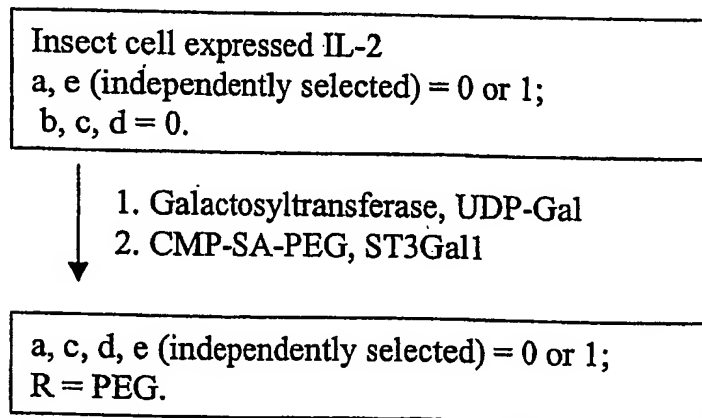 Insect cell expressed IL-2
a, e (independently selected) = 0 or 1;
b, c, d = 0.
1. Galactosyltransferase, UDP-Gal
2. CMP-SA-PEG, ST3Gal1
a, c, d, e (independently selected) = 0 or 1;
R = PEG.